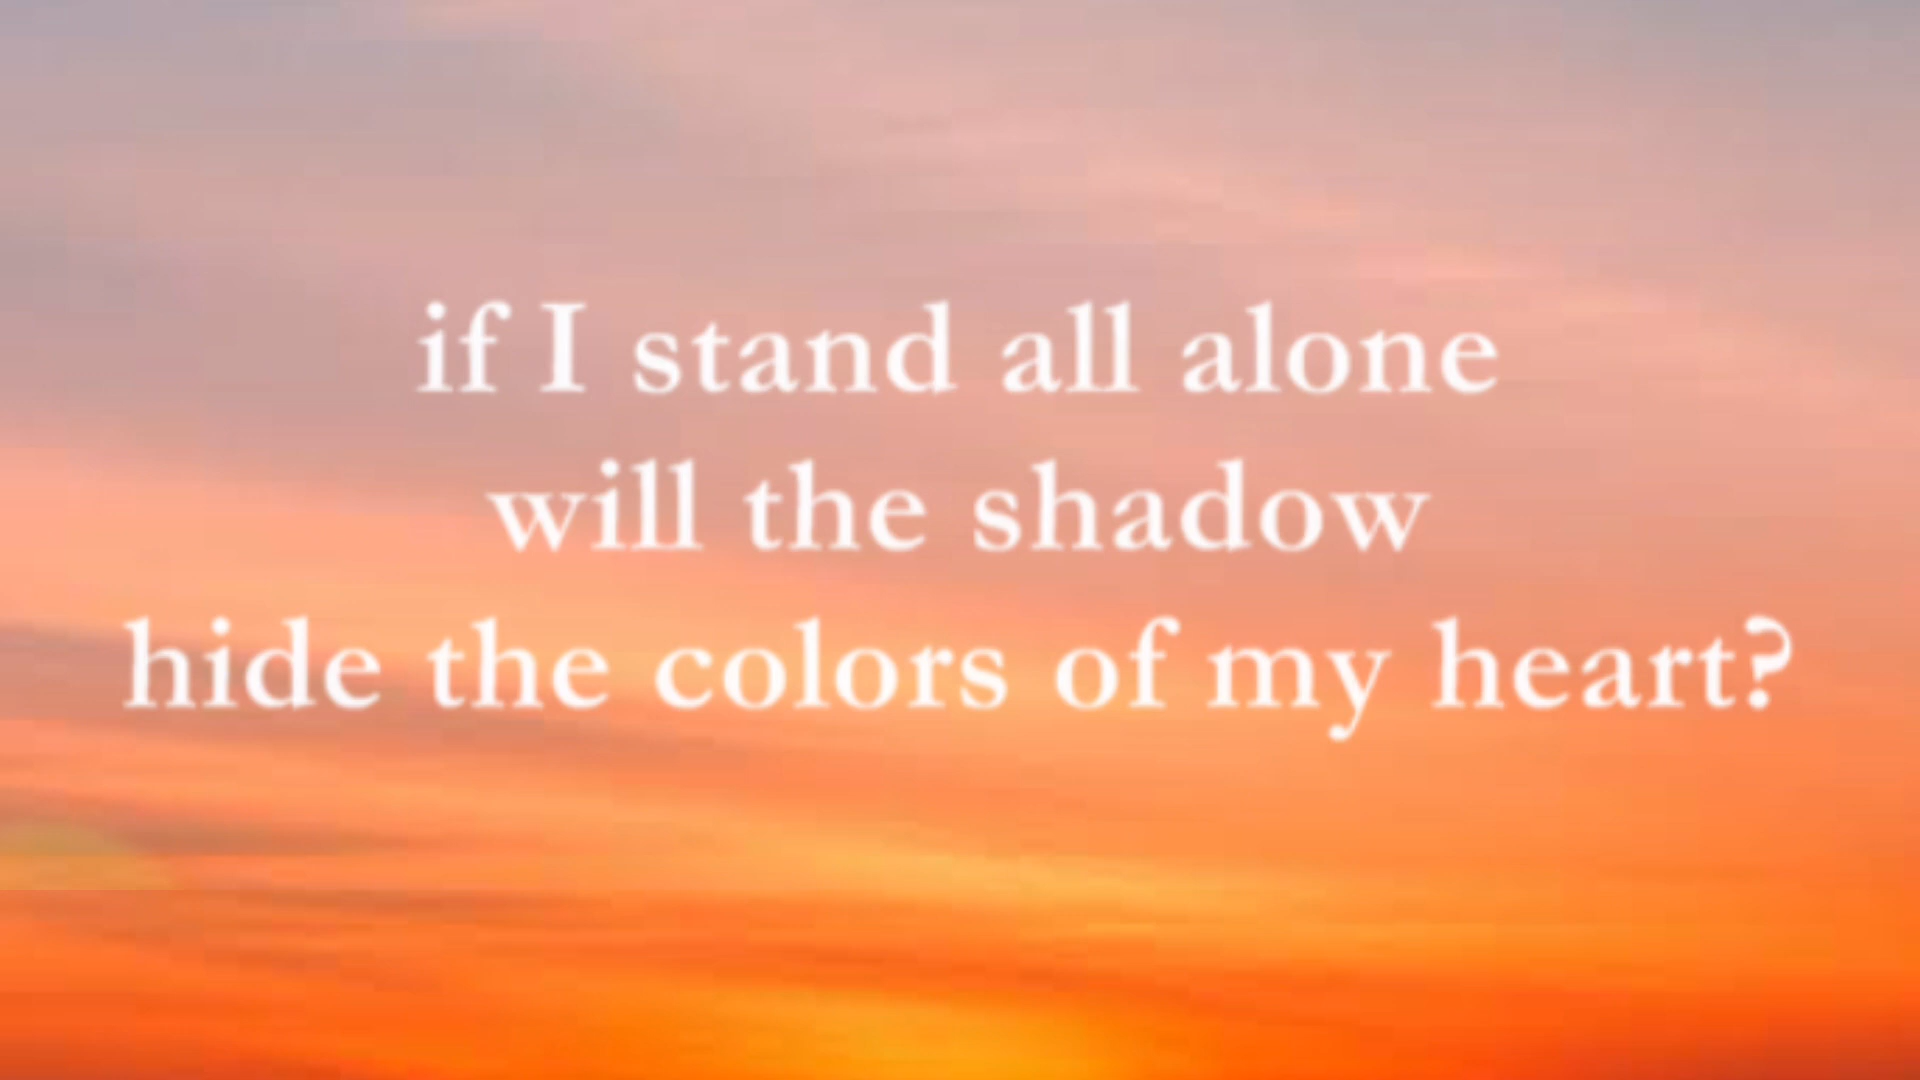 if I stand all alone
will the shadow
hide the colors of my heart?